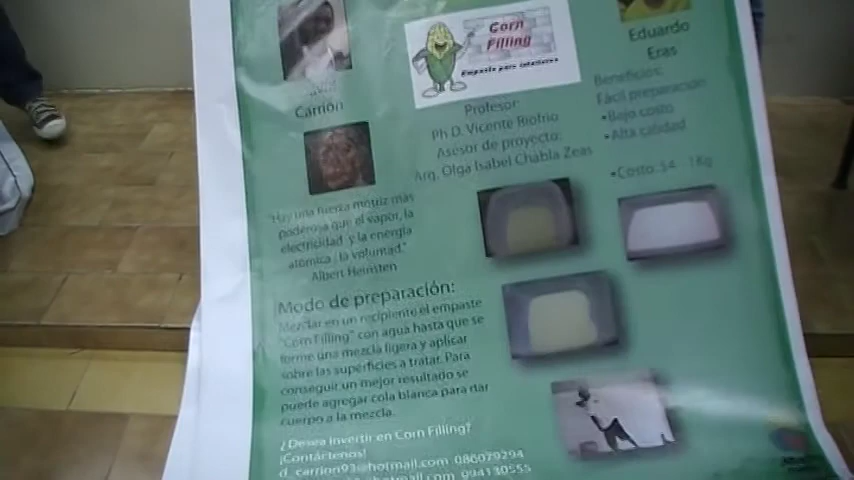 Corn
Filling
Empaste para interiores
Carrión
Eduardo
Eras
Profesor:
Ph D. Vicente Riofrio
Asesor de proyecto:
Arq. Olga Isabel Chabla Zeas
Beneficios:
Fácil preparación
•Bajo costo
•Alta calidad
•Costo: $4
"Hay una fuerza motriz más
poderosa que el vapor, la
electricidad y la energía
atómica: la voluntad."
Albert Heinsten
Modo de preparación:
Mezclar en un recipiente el empaste
"Corn Filling" con agua hasta que se
forme una mezcla ligera y aplicar
sobre las superficies a tratar. Para
conseguir un mejor resultado se
puede agregar cola blanca para dar
cuerpo a la mezcla.
¿Desea invertir en Corn Filling?
¡Contáctenos!
d_carrion93@hotmail.com 086079294
@hotmail.com 994130555